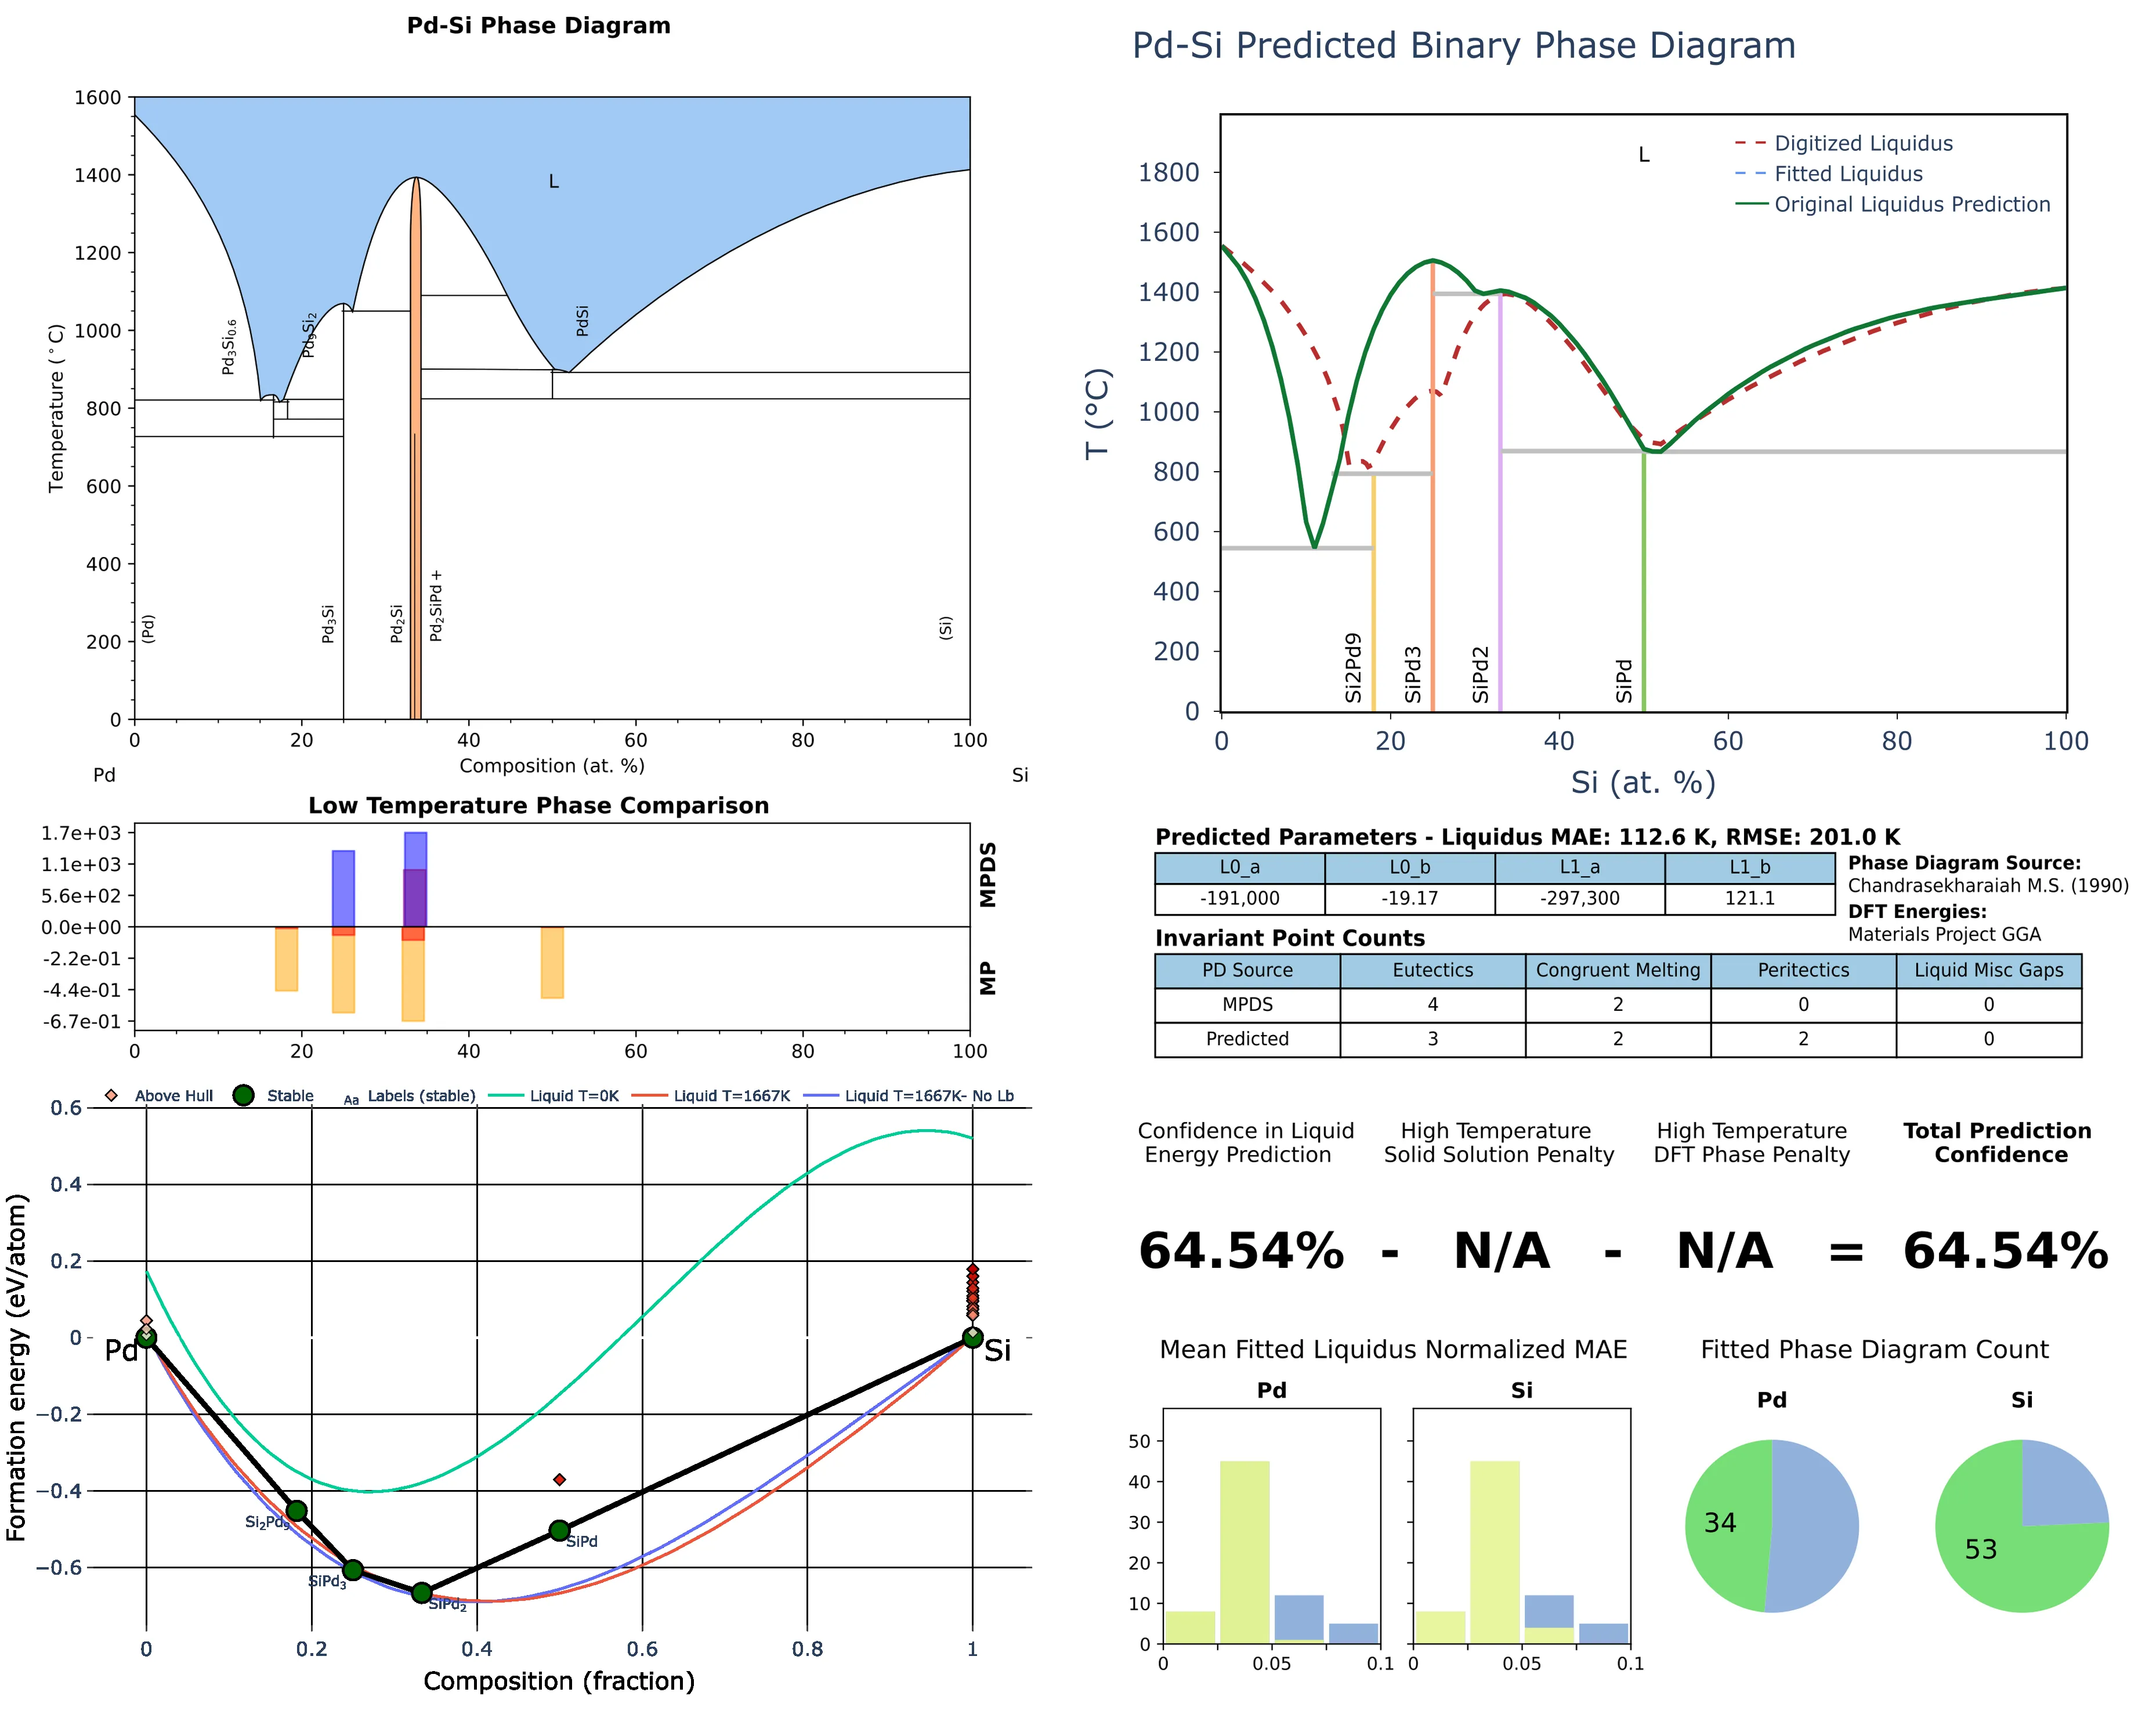 Pd-Si Phase Diagram
1600
1400
1200
1000
800
600
400
200
0
Temperature (°C)
L
Pd3Si0.6
Pd9Si2
PdSi
(Pd)
Pd3Si
Pd2Si
Pd2SiPd+
(Si)
0 20 40 60 80 100
Composition (at. %)
Pd Si
Low Temperature Phase Comparison
1.7e+03
1.1e+03
5.6e+02
0.0e+00
-2.2e-01
-4.4e-01
-6.7e-01
MPDS
MP
0 20 40 60 80 100
Above Hull Stable Aa Labels (stable) Liquid T=0K Liquid T=1667K Liquid T=1667K- No Lb
0.6
0.4
0.2
0
−0.2
−0.4
−0.6
Formation energy (eV/atom)
Pd
Si
Si2Pd9
SiPd3
SiPd2
SiPd
0 0.2 0.4 0.6 0.8 1
Composition (fraction)
Pd-Si Predicted Binary Phase Diagram
L
Digitized Liquidus
Fitted Liquidus
Original Liquidus Prediction
1800
1600
1400
1200
1000
800
600
400
200
0
T (°C)
Si2Pd9
SiPd3
SiPd2
SiPd
0 20 40 60 80 100
Si (at. %)
Predicted Parameters - Liquidus MAE: 112.6 K, RMSE: 201.0 K
L0_a L0_b L1_a L1_b
-191,000 -19.17 -297,300 121.1
Phase Diagram Source:
Chandrasekharaiah M.S. (1990)
DFT Energies:
Materials Project GGA
Invariant Point Counts
PD Source Eutectics Congruent Melting Peritectics Liquid Misc Gaps
MPDS 4 2 0 0
Predicted 3 2 2 0
Confidence in Liquid Energy Prediction
High Temperature Solid Solution Penalty
High Temperature DFT Phase Penalty
Total Prediction Confidence
64.54% - N/A - N/A = 64.54%
Mean Fitted Liquidus Normalized MAE
Pd Si
50
40
30
20
10
0
0 0.05 0.1
0 0.05 0.1
Fitted Phase Diagram Count
Pd Si
34
53